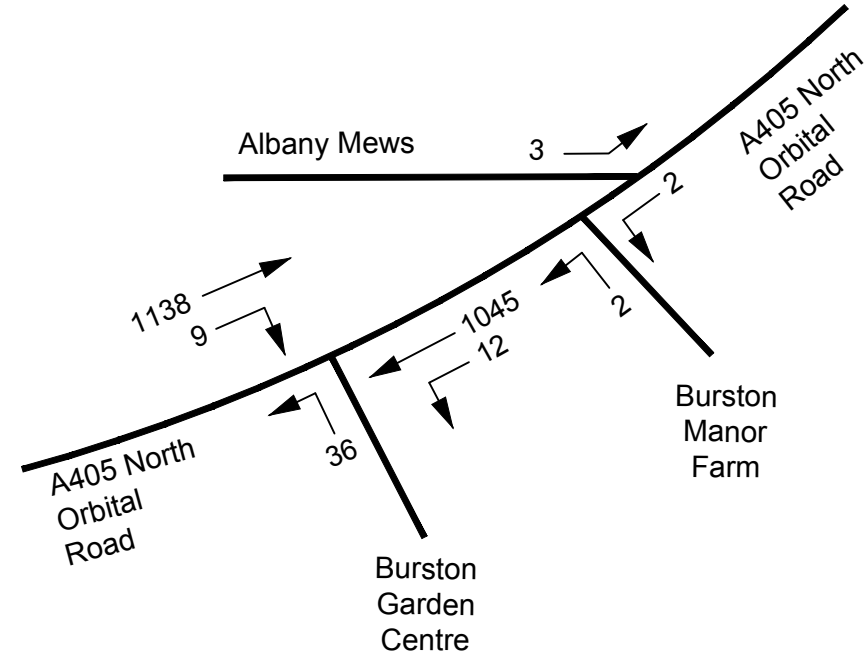 Albany Mews
3
A405 North
Orbital
Road
2
1138
9
1045
12
2
36
Burston
Manor
Farm
A405 North
Orbital
Road
Burston
Garden
Centre